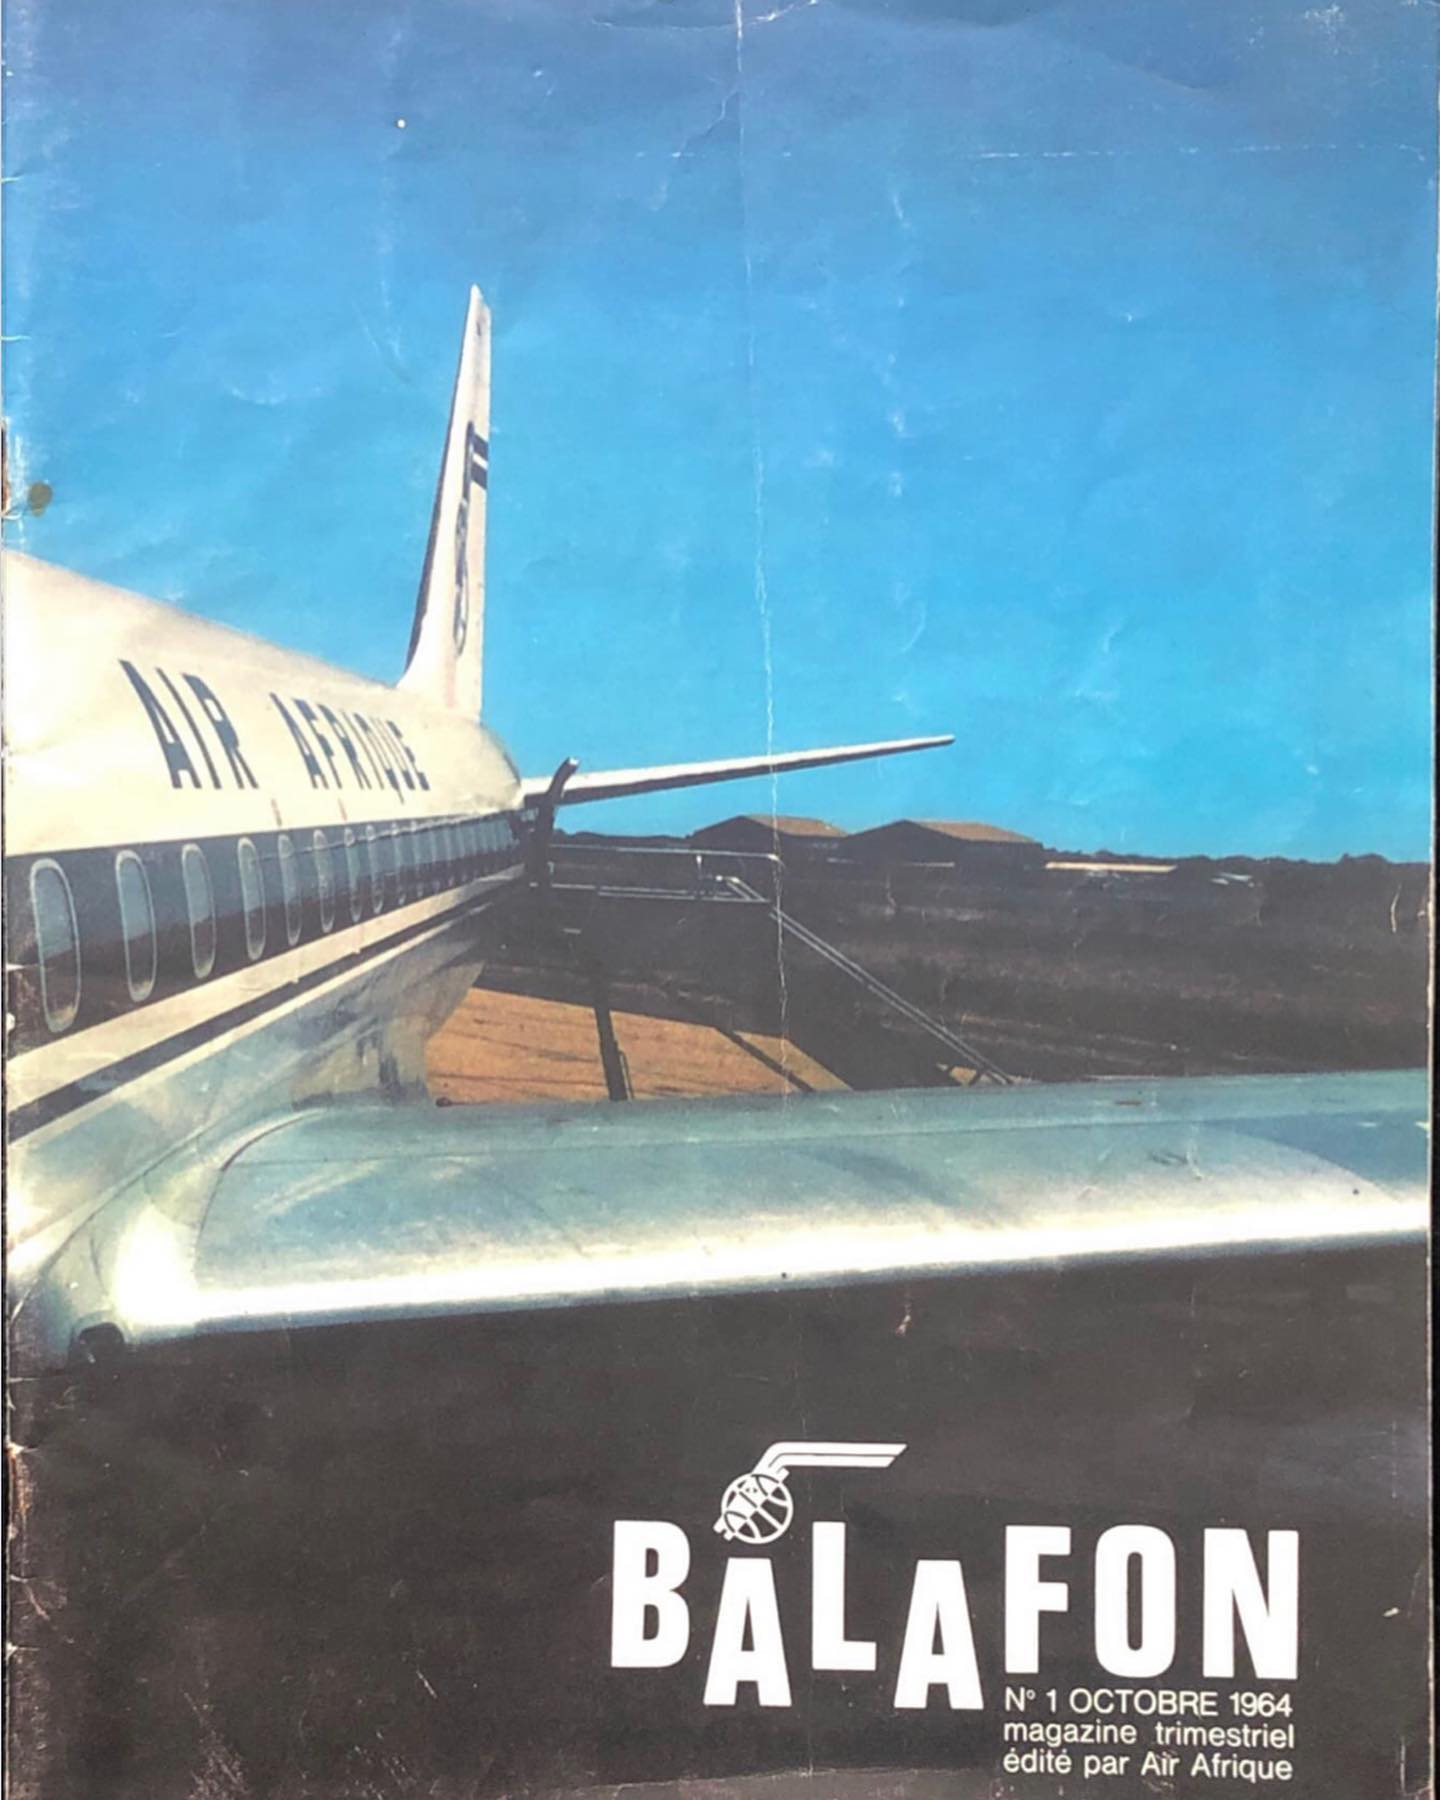 AIR AFRIQUE
BALAFON
N° 1 OCTOBRE 1964
magazine trimestriel
édité par Air Afrique